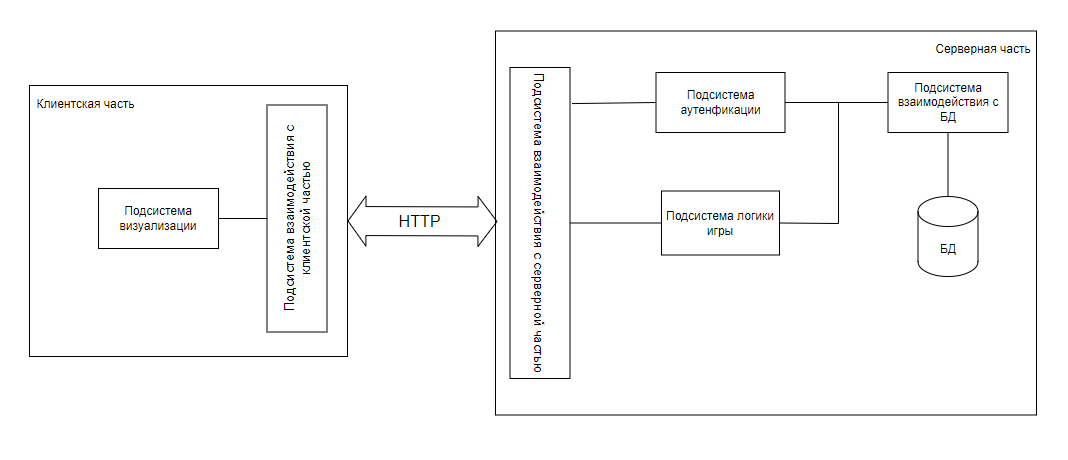 Клиентская часть
Подсистема
визуализации
Подсистема взаимодействия с
клиентской частью
HTTP
Серверная часть
Подсистема взаимодействия с серверной частью
Подсистема
аутенфикации
Подсистема логики
игры
Подсистема
взаимодействия с
БД
БД